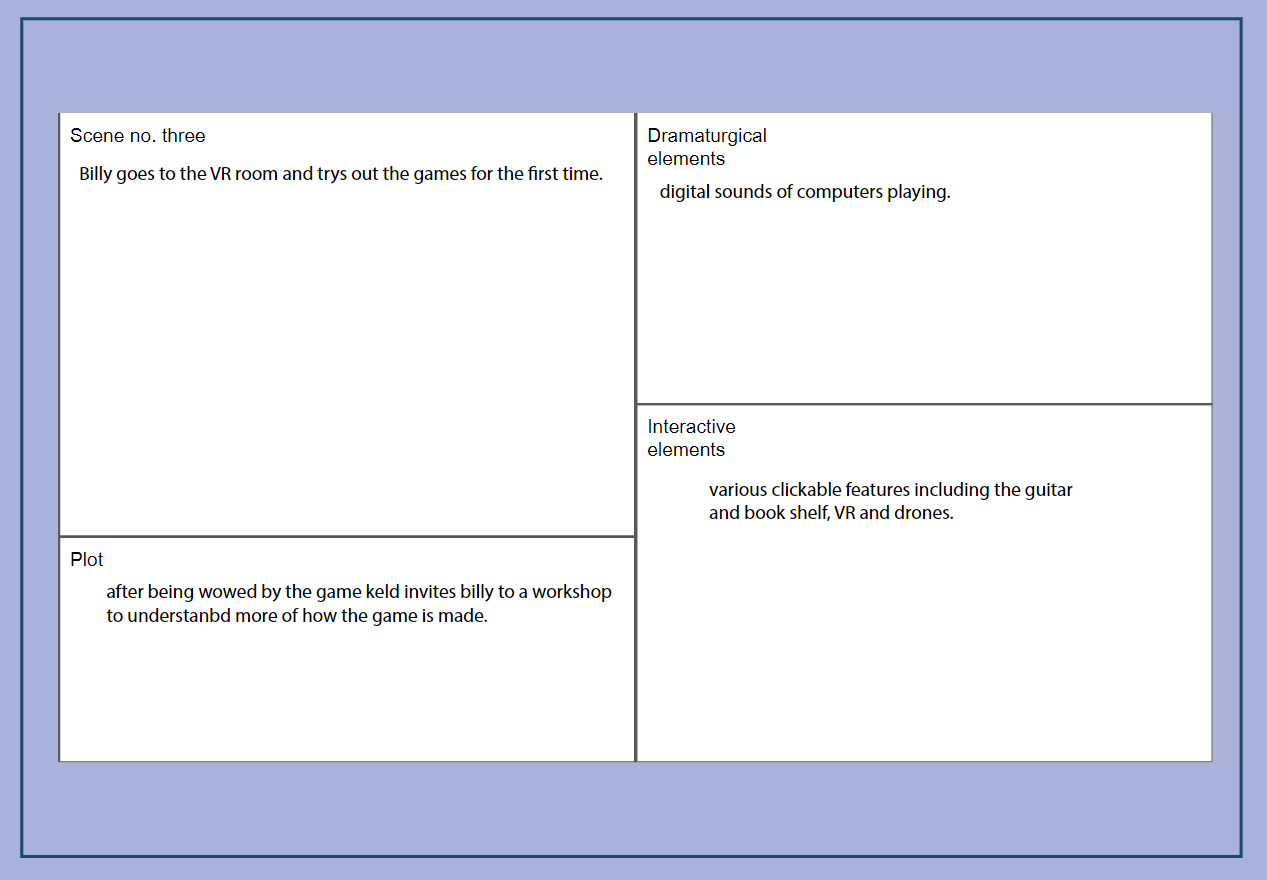 Scene no. three
Billy goes to the VR room and trys out the games for the first time.
Plot
after being wowed by the game keld invites billy to a workshop
to understanbd more of how the game is made.
Dramaturgical
elements
digital sounds of computers playing.
Interactive
elements
various clickable features including the guitar
and book shelf, VR and drones.